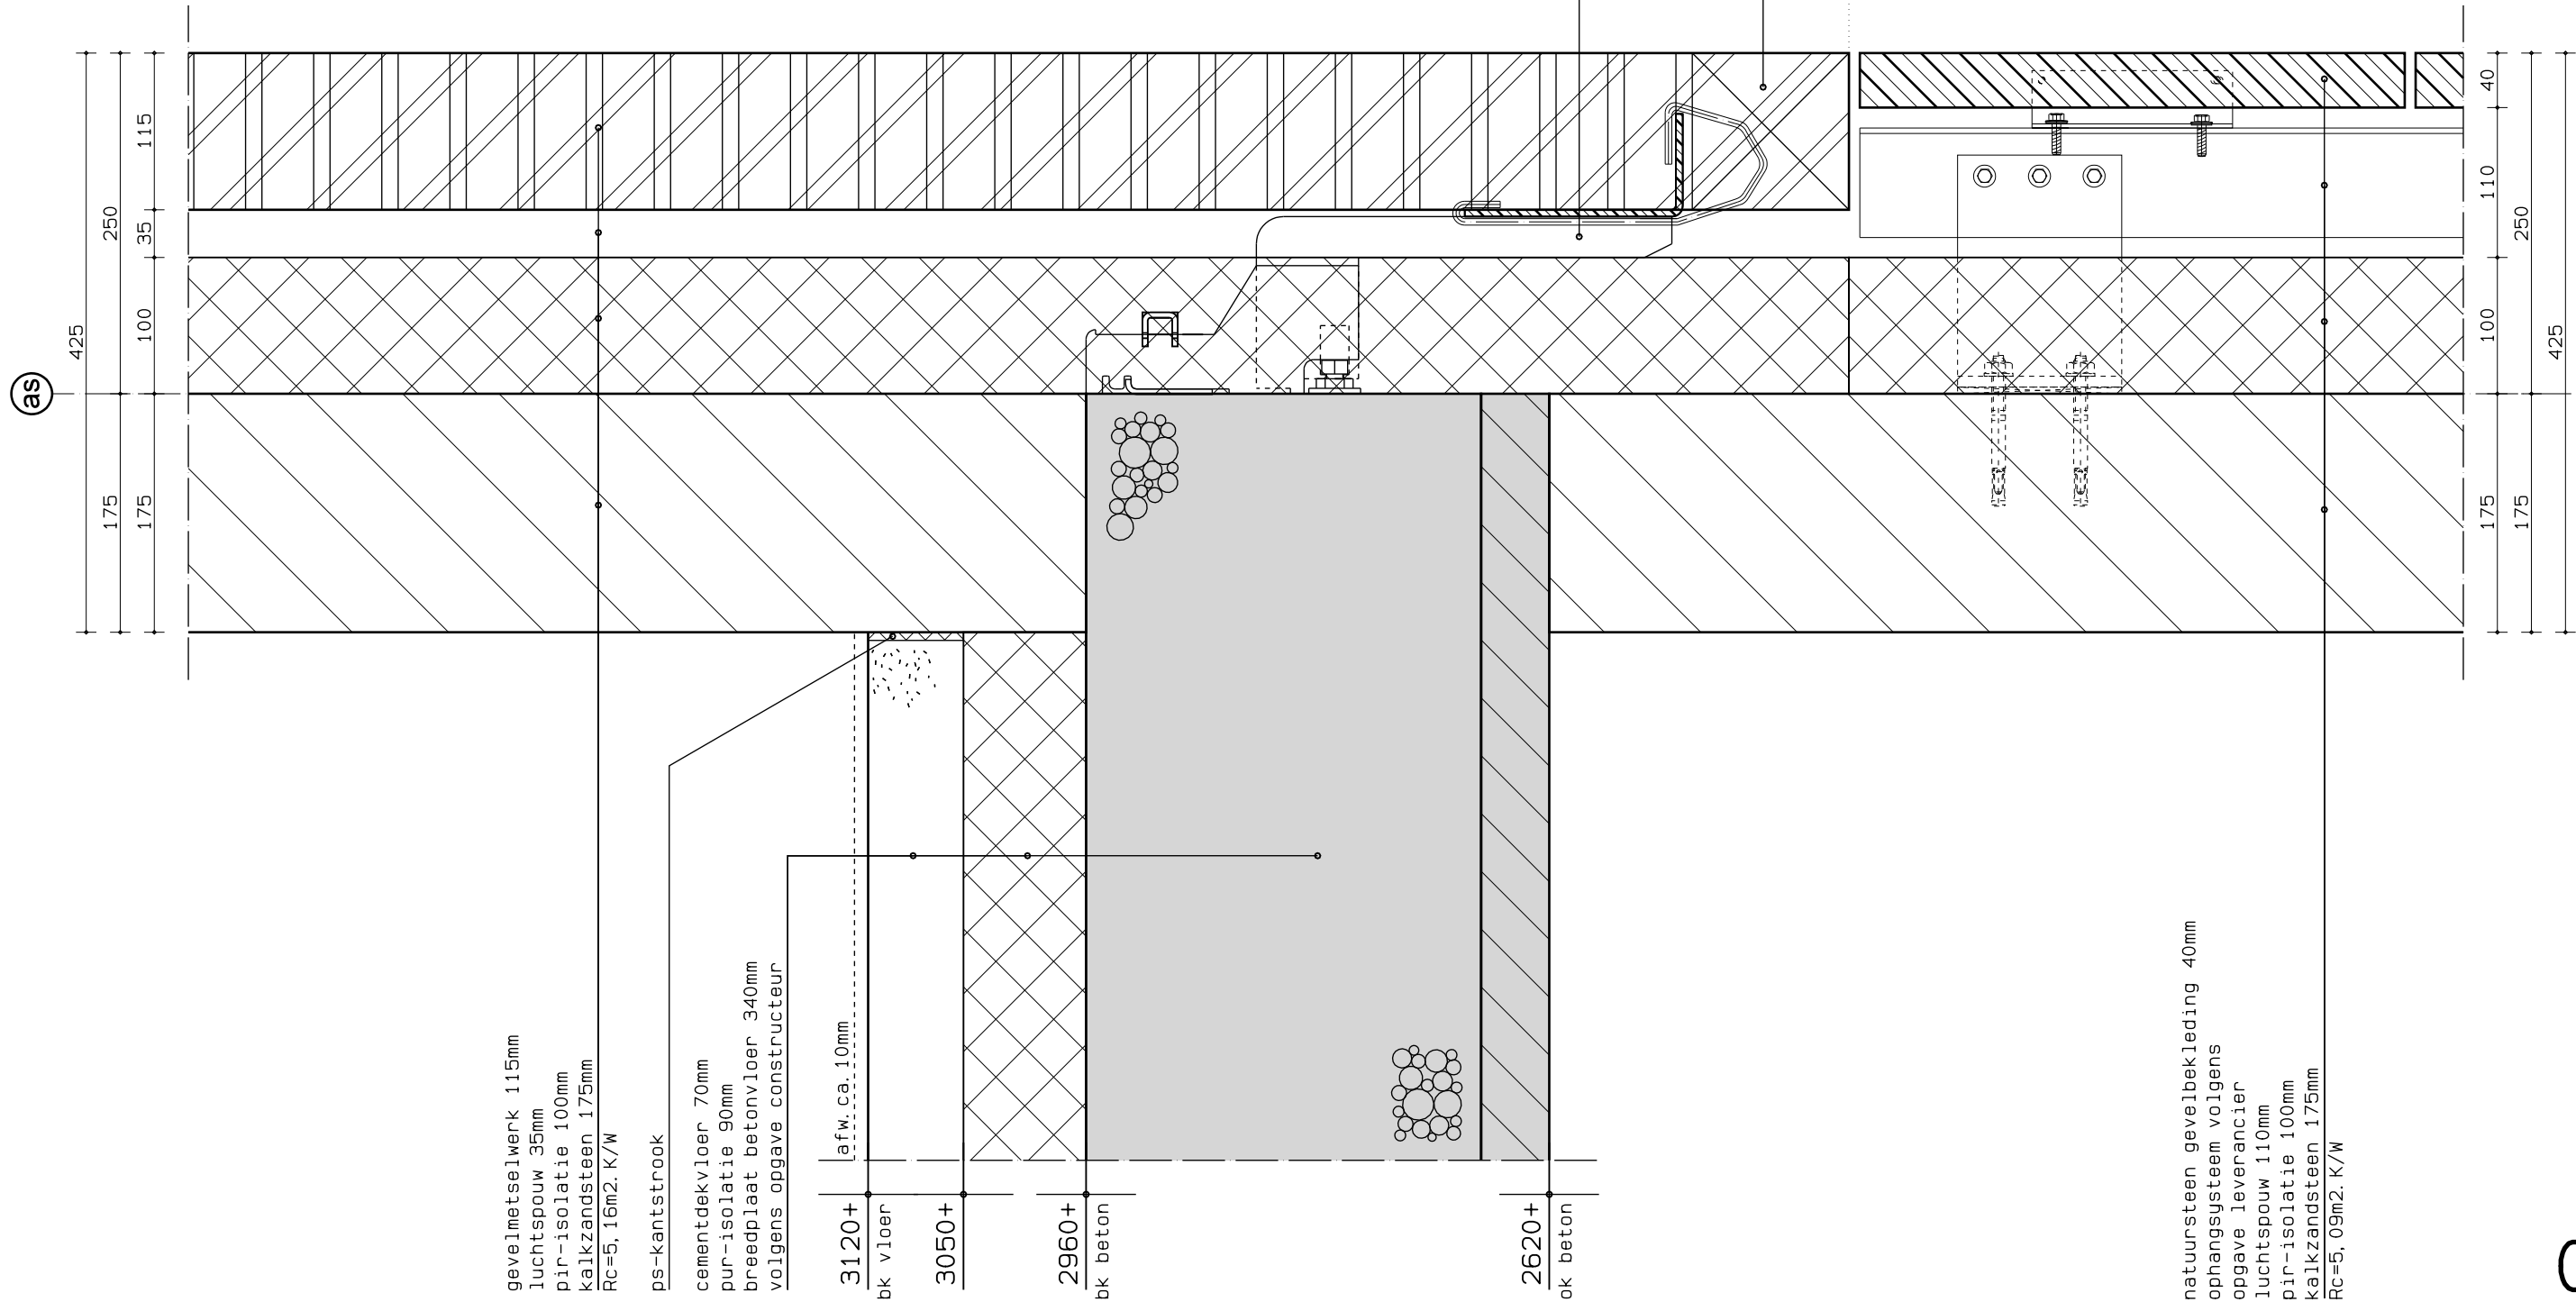 as
425
250
175
115
35
100
175
gevelmetselwerk 115mm
luchtspouw 35mm
pir-isolatie 100mm
kalkzandsteen 175mm
Rc=5,16m2.K/W
ps-kantstrook
cementdekvloer 70mm
pur-isolatie 90mm
breedplaat betonvloer 340mm
volgens opgave constructeur
afw. ca. 10mm
3120+
bk vloer
3050+
2960+
bk beton
2620+
ok beton
natuursteen gevelbekleding 40mm
ophangsysteem volgens
opgave leverancier
luchtspouw 110mm
pir-isolatie 100mm
kalkzandsteen 175mm
Rc=5,09m2.K/W
40
110
100
175
250
175
425